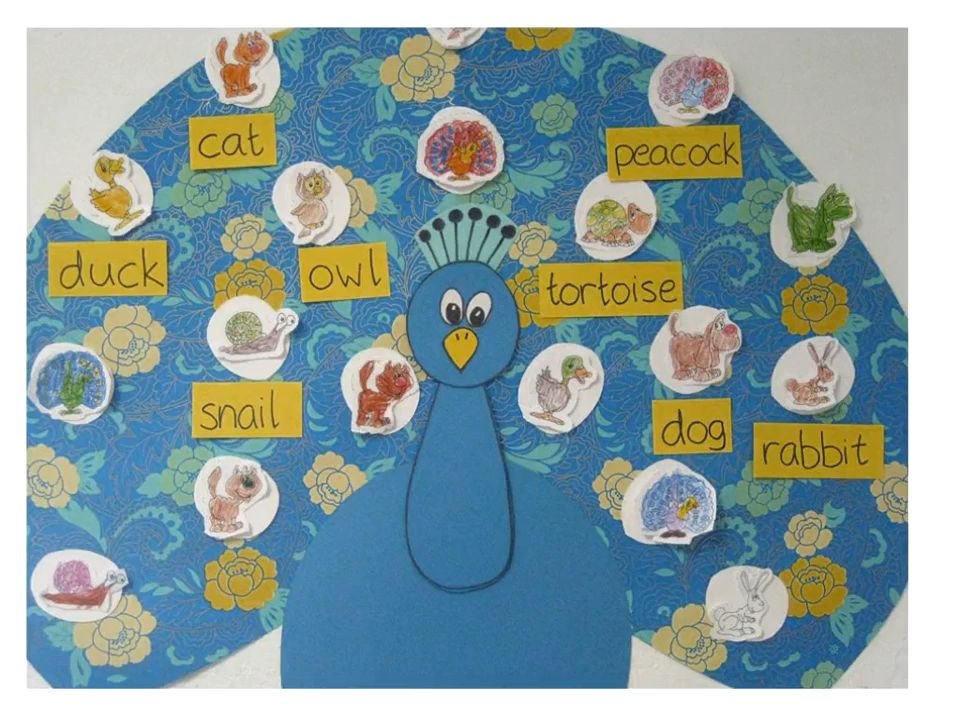 cat
peacock
duck
owl
tortoise
snail
dog
rabbit